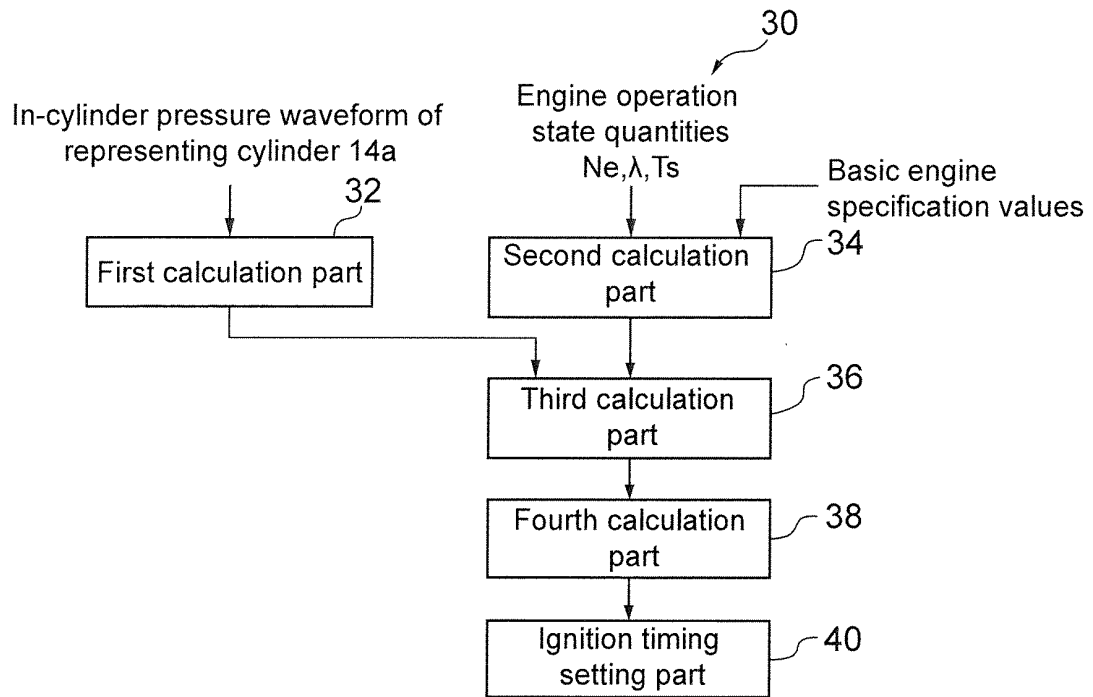 30
Engine operation
state quantities
Ne,λ,Ts
In-cylinder pressure waveform of
representing cylinder 14a
Basic engine
specification values
32
First calculation part
34
Second calculation
part
36
Third calculation
part
38
Fourth calculation
part
40
Ignition timing
setting part